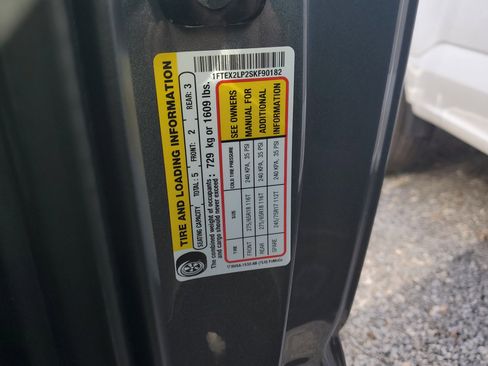 1FTEX2LP2SKF90182
TIRE AND LOADING INFORMATION
SEATING CAPACITY TOTAL: 5 FRONT: 2 REAR: 3
The combined weight of occupants and cargo should never exceed: 729 kg or 1609 lbs.
TIRE SIZE COLD TIRE PRESSURE SEE OWNERS MANUAL FOR ADDITIONAL INFORMATION
FRONT 275/65R18 116T 240 KPA, 35 PSI
REAR 275/65R18 116T 240 KPA, 35 PSI
SPARE 245/75R17 112T 240 KPA, 35 PSI